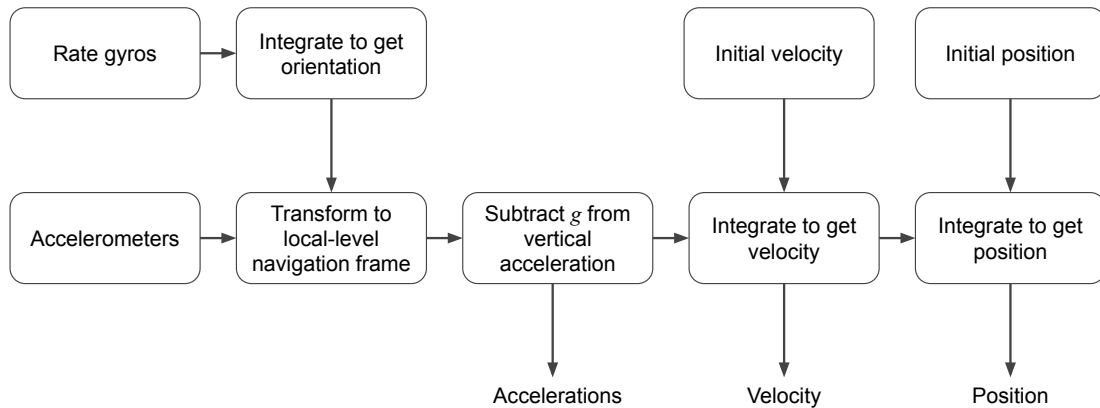 Rate gyros
Integrate to get
orientation
Initial velocity
Initial position
Accelerometers
Transform to
local-level
navigation frame
Subtract g from
vertical
acceleration
Integrate to get
velocity
Integrate to get
position
Accelerations
Velocity
Position